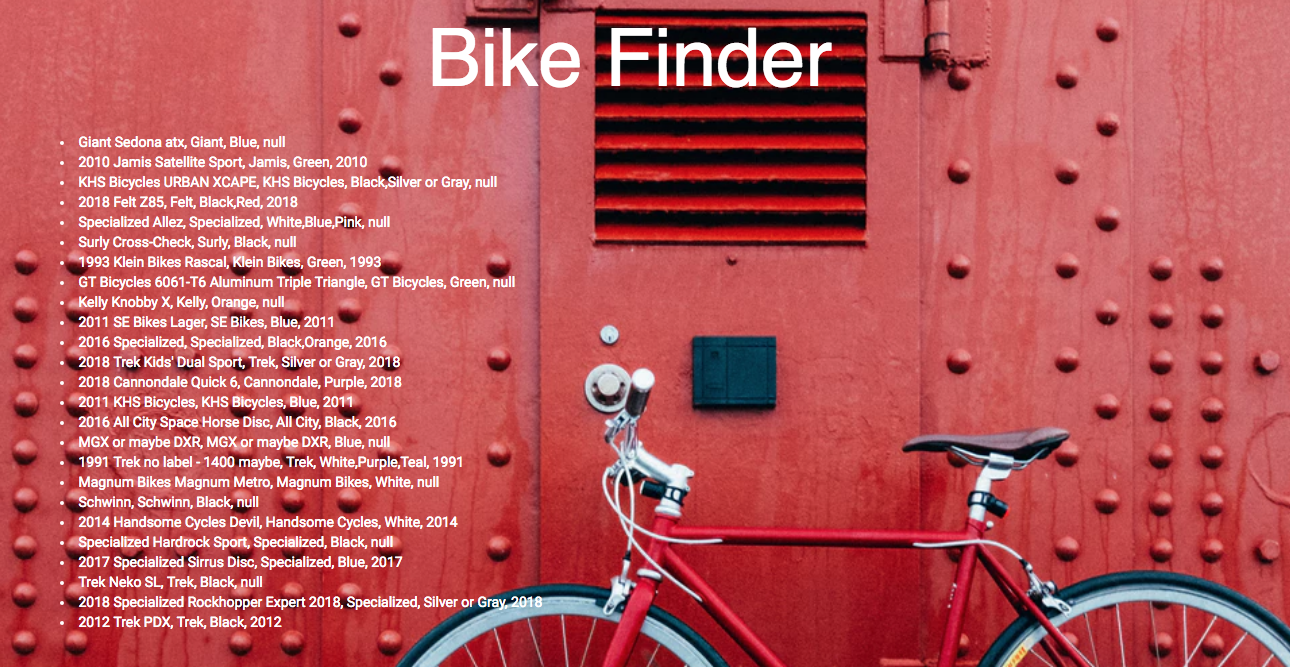 Bike Finder
Giant Sedona atx, Giant, Blue, null
2010 Jamis Satellite Sport, Jamis, Green, 2010
KHS Bicycles URBAN XCAPE, KHS Bicycles, Black,Silver or Gray, null
2018 Felt Z85, Felt, Black,Red, 2018
Specialized Allez, Specialized, White,Blue,Pink, null
Surly Cross-Check, Surly, Black, null
1993 Klein Bikes Rascal, Klein Bikes, Green, 1993
GT Bicycles 6061-T6 Aluminum Triple Triangle, GT Bicycles, Green, null
Kelly Knobby X, Kelly, Orange, null
2011 SE Bikes Lager, SE Bikes, Blue, 2011
2016 Specialized, Specialized, Black,Orange, 2016
2018 Trek Kids' Dual Sport, Trek, Silver or Gray, 2018
2018 Cannondale Quick 6, Cannondale, Purple, 2018
2011 KHS Bicycles, KHS Bicycles, Blue, 2011
2016 All City Space Horse Disc, All City, Black, 2016
MGX or maybe DXR, MGX or maybe DXR, Blue, null
1991 Trek no label - 1400 maybe, Trek, White,Purple,Teal, 1991
Magnum Bikes Magnum Metro, Magnum Bikes, White, null
Schwinn, Schwinn, Black, null
2014 Handsome Cycles Devil, Handsome Cycles, White, 2014
Specialized Hardrock Sport, Specialized, Black, null
2017 Specialized Sirrus Disc, Specialized, Blue, 2017
Trek Neko SL, Trek, Black, null
2018 Specialized Rockhopper Expert 2018, Specialized, Silver or Gray, 2018
2012 Trek PDX, Trek, Black, 2012